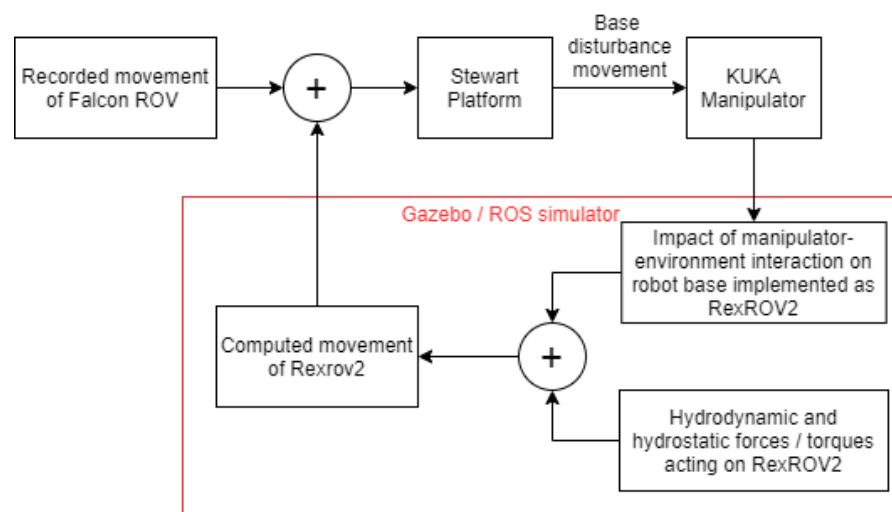 Recorded movement
of Falcon ROV
+
Stewart
Platform
Base
disturbance
movement
KUKA
Manipulator
Gazebo / ROS simulator
Impact of manipulator-
environment interaction on
robot base implemented as
RexROV2
Computed movement
of Rexrov2
+
Hydrodynamic and
hydrostatic forces / torques
acting on RexROV2